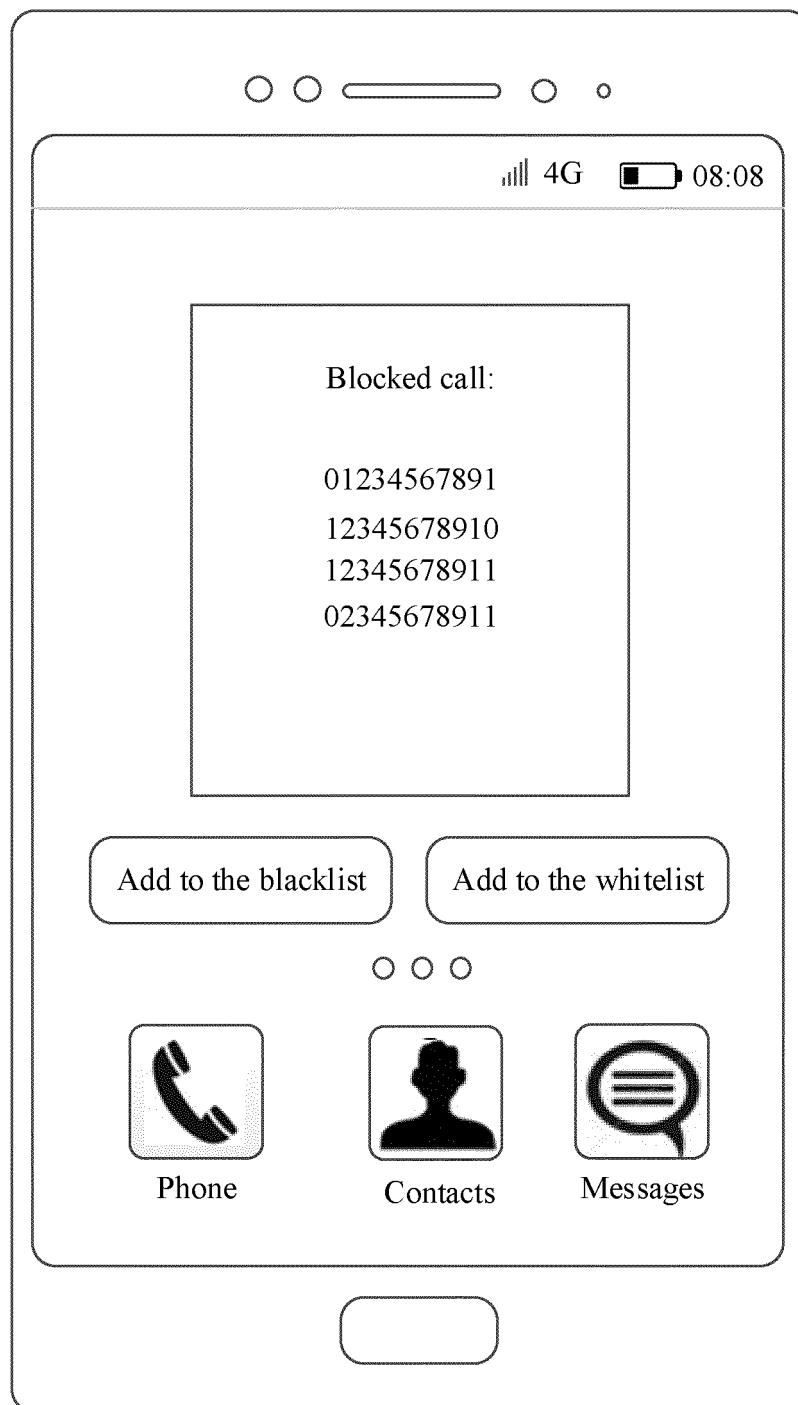 4G 08:08
Blocked call:
01234567891
12345678910
12345678911
02345678911
Add to the blacklist
Add to the whitelist
Phone
Contacts
Messages